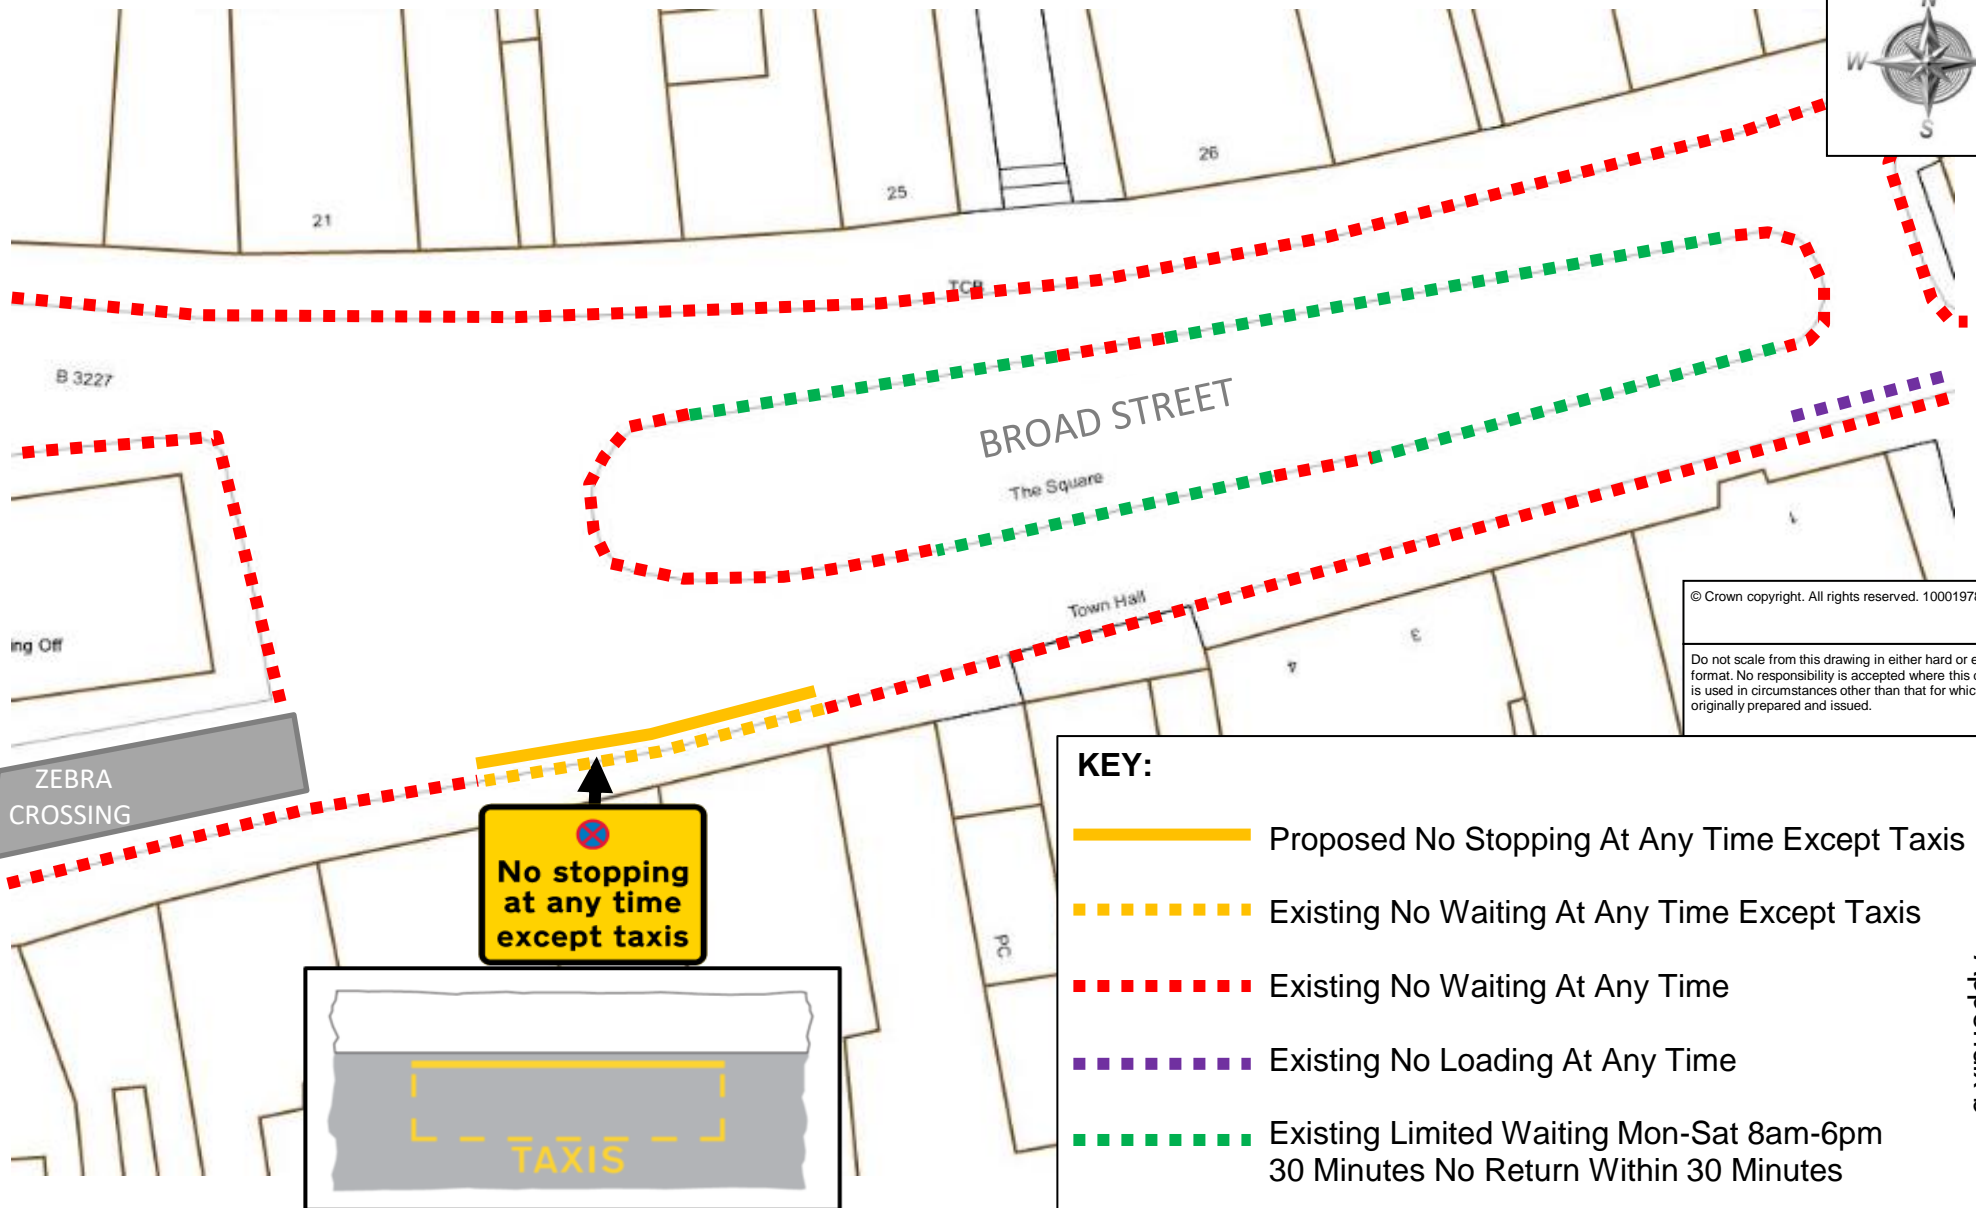 N
W
S
21
25
26
TCB
B 3227
BROAD STREET
The Square
Town Hall
1
3
4
ing Off
© Crown copyright. All rights reserved. 1000197
Do not scale from this drawing in either hard or e
format. No responsibility is accepted where this
is used in circumstances other than that for whic
originally prepared and issued.
ZEBRA
CROSSING
No stopping
at any time
except taxis
PC
TAXIS
KEY:
Proposed No Stopping At Any Time Except Taxis
Existing No Waiting At Any Time Except Taxis
Existing No Waiting At Any Time
Existing No Loading At Any Time
Existing Limited Waiting Mon-Sat 8am-6pm
30 Minutes No Return Within 30 Minutes